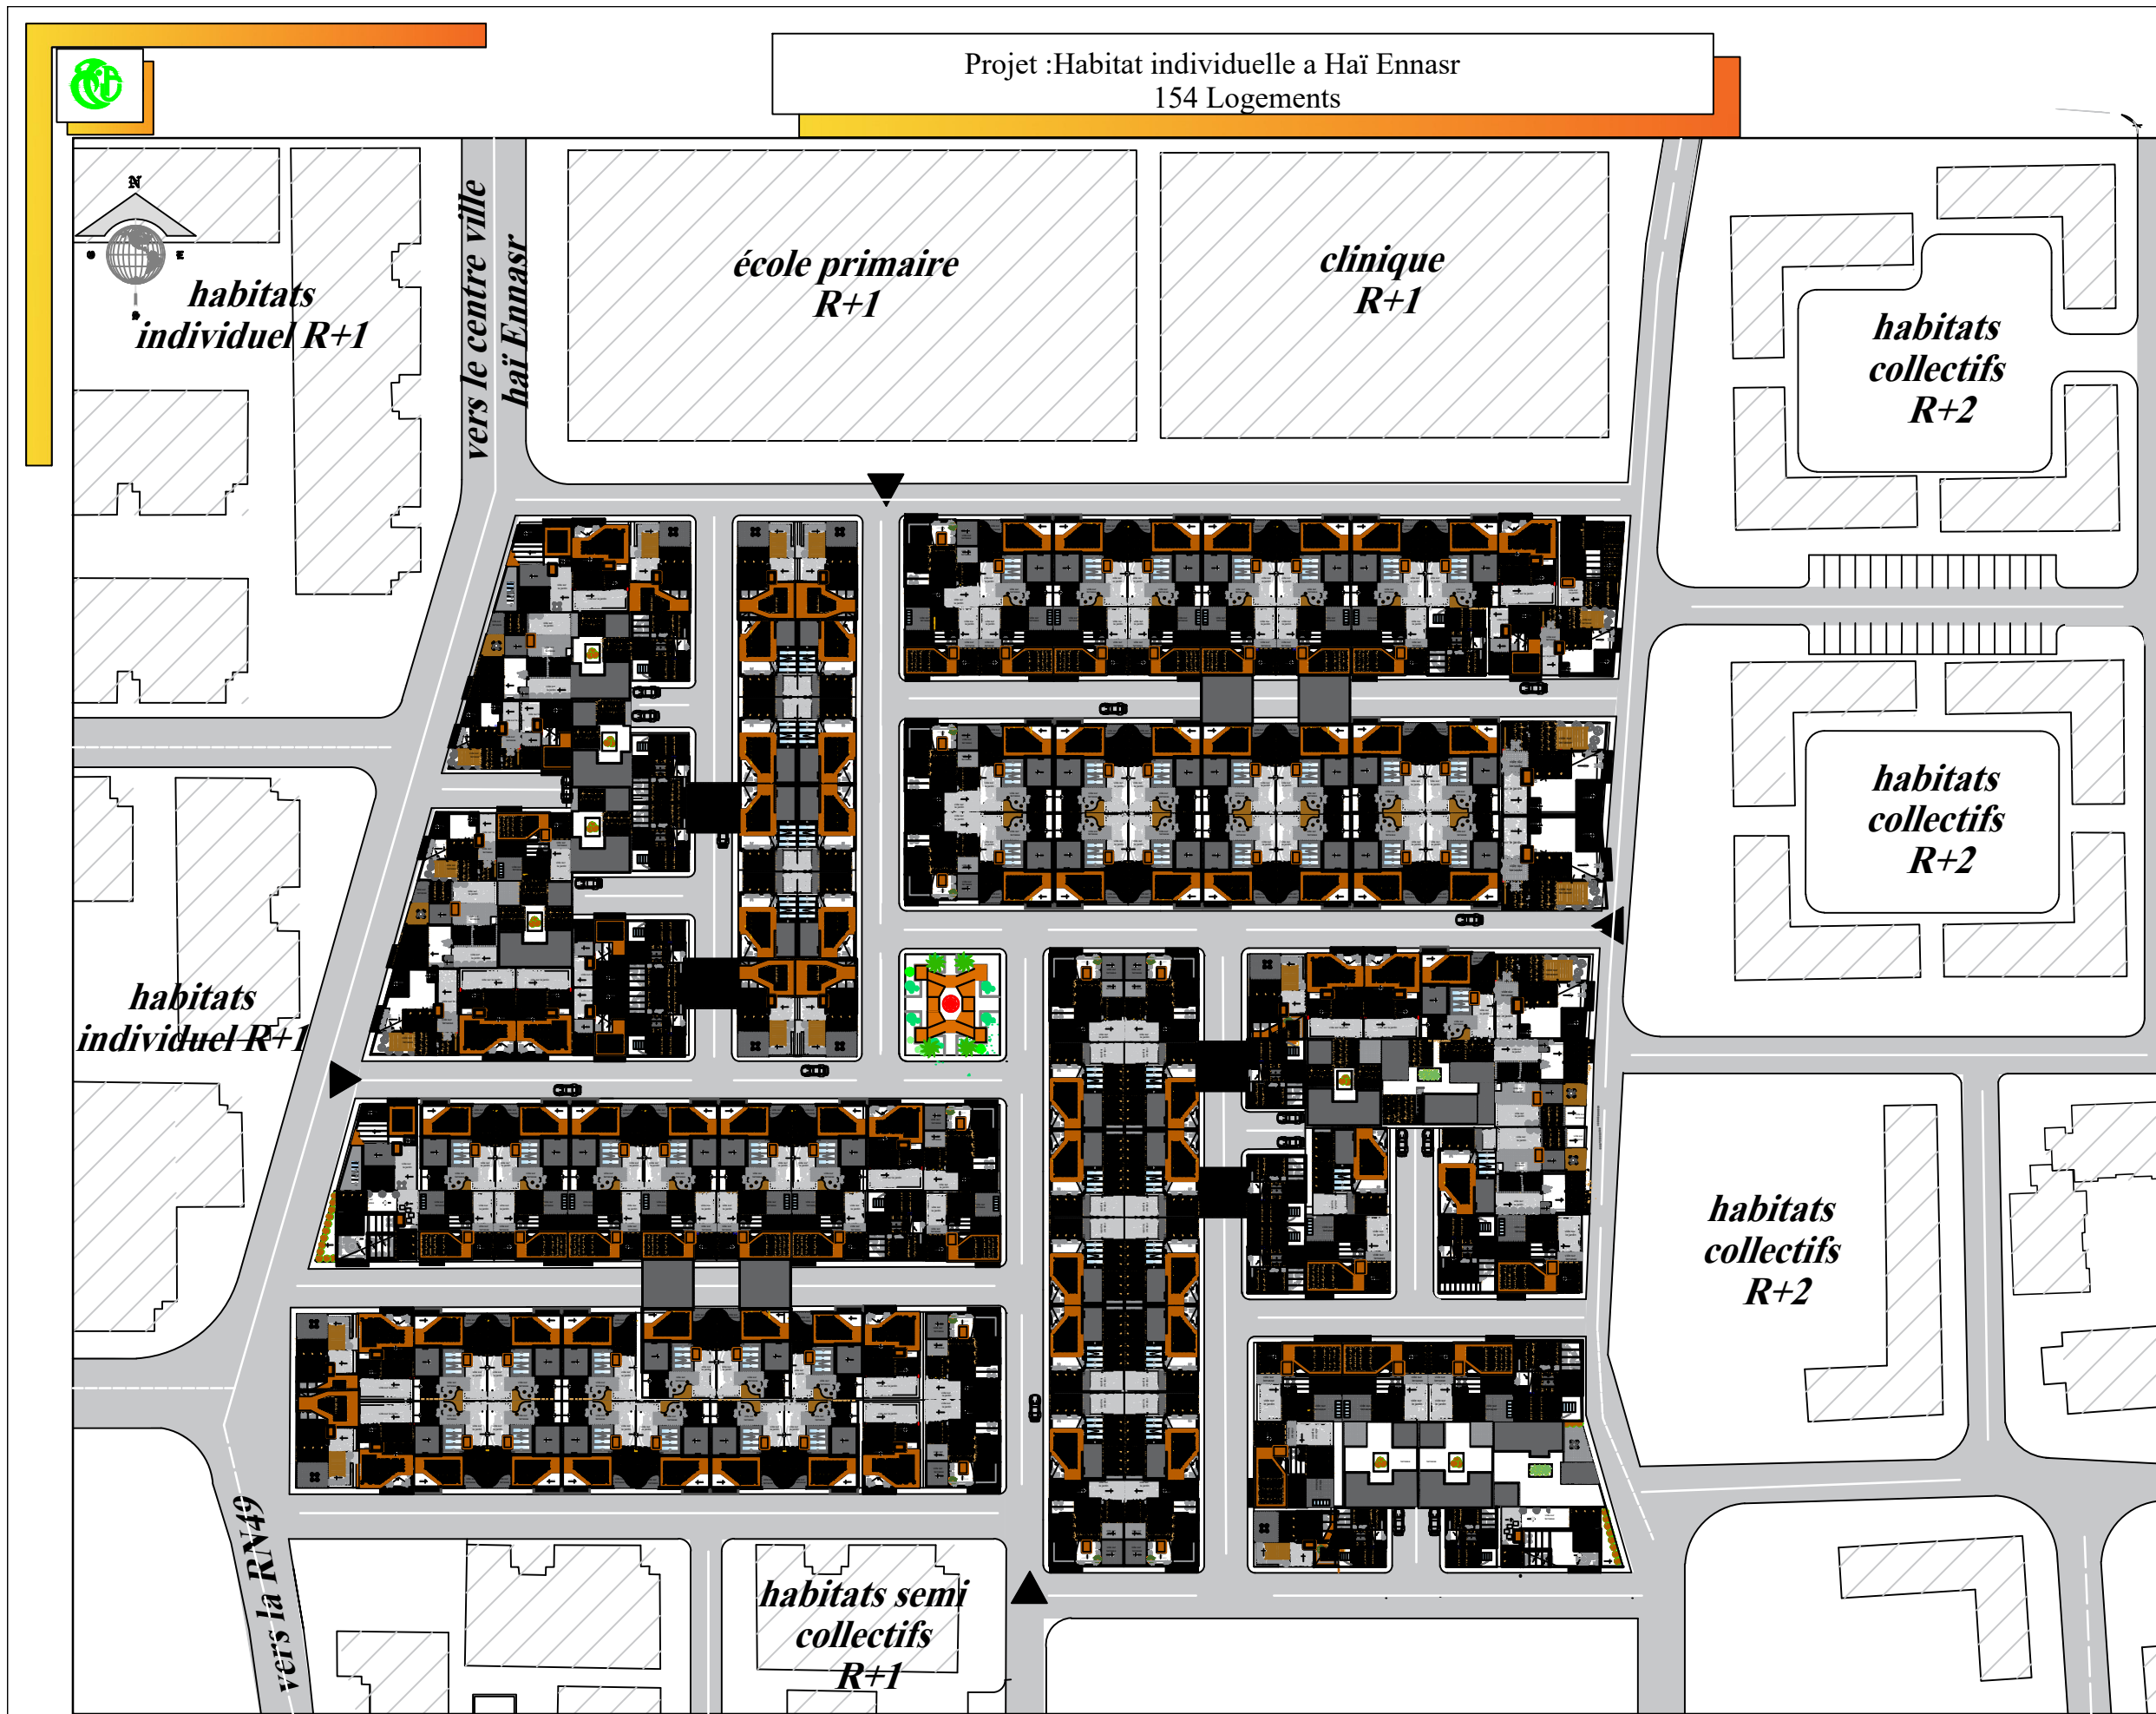 Projet :Habitat individuelle a Haï Ennasr
154 Logements
N
E
habitats
individuel R+1
vers le centre ville
haï Ennasr
école primaire
R+1
clinique
R+1
habitats
collectifs
R+2
habitats
collectifs
R+2
habitats
individuel R+1
habitats
collectifs
R+2
vers la RN49
habitats semi
collectifs
R+1